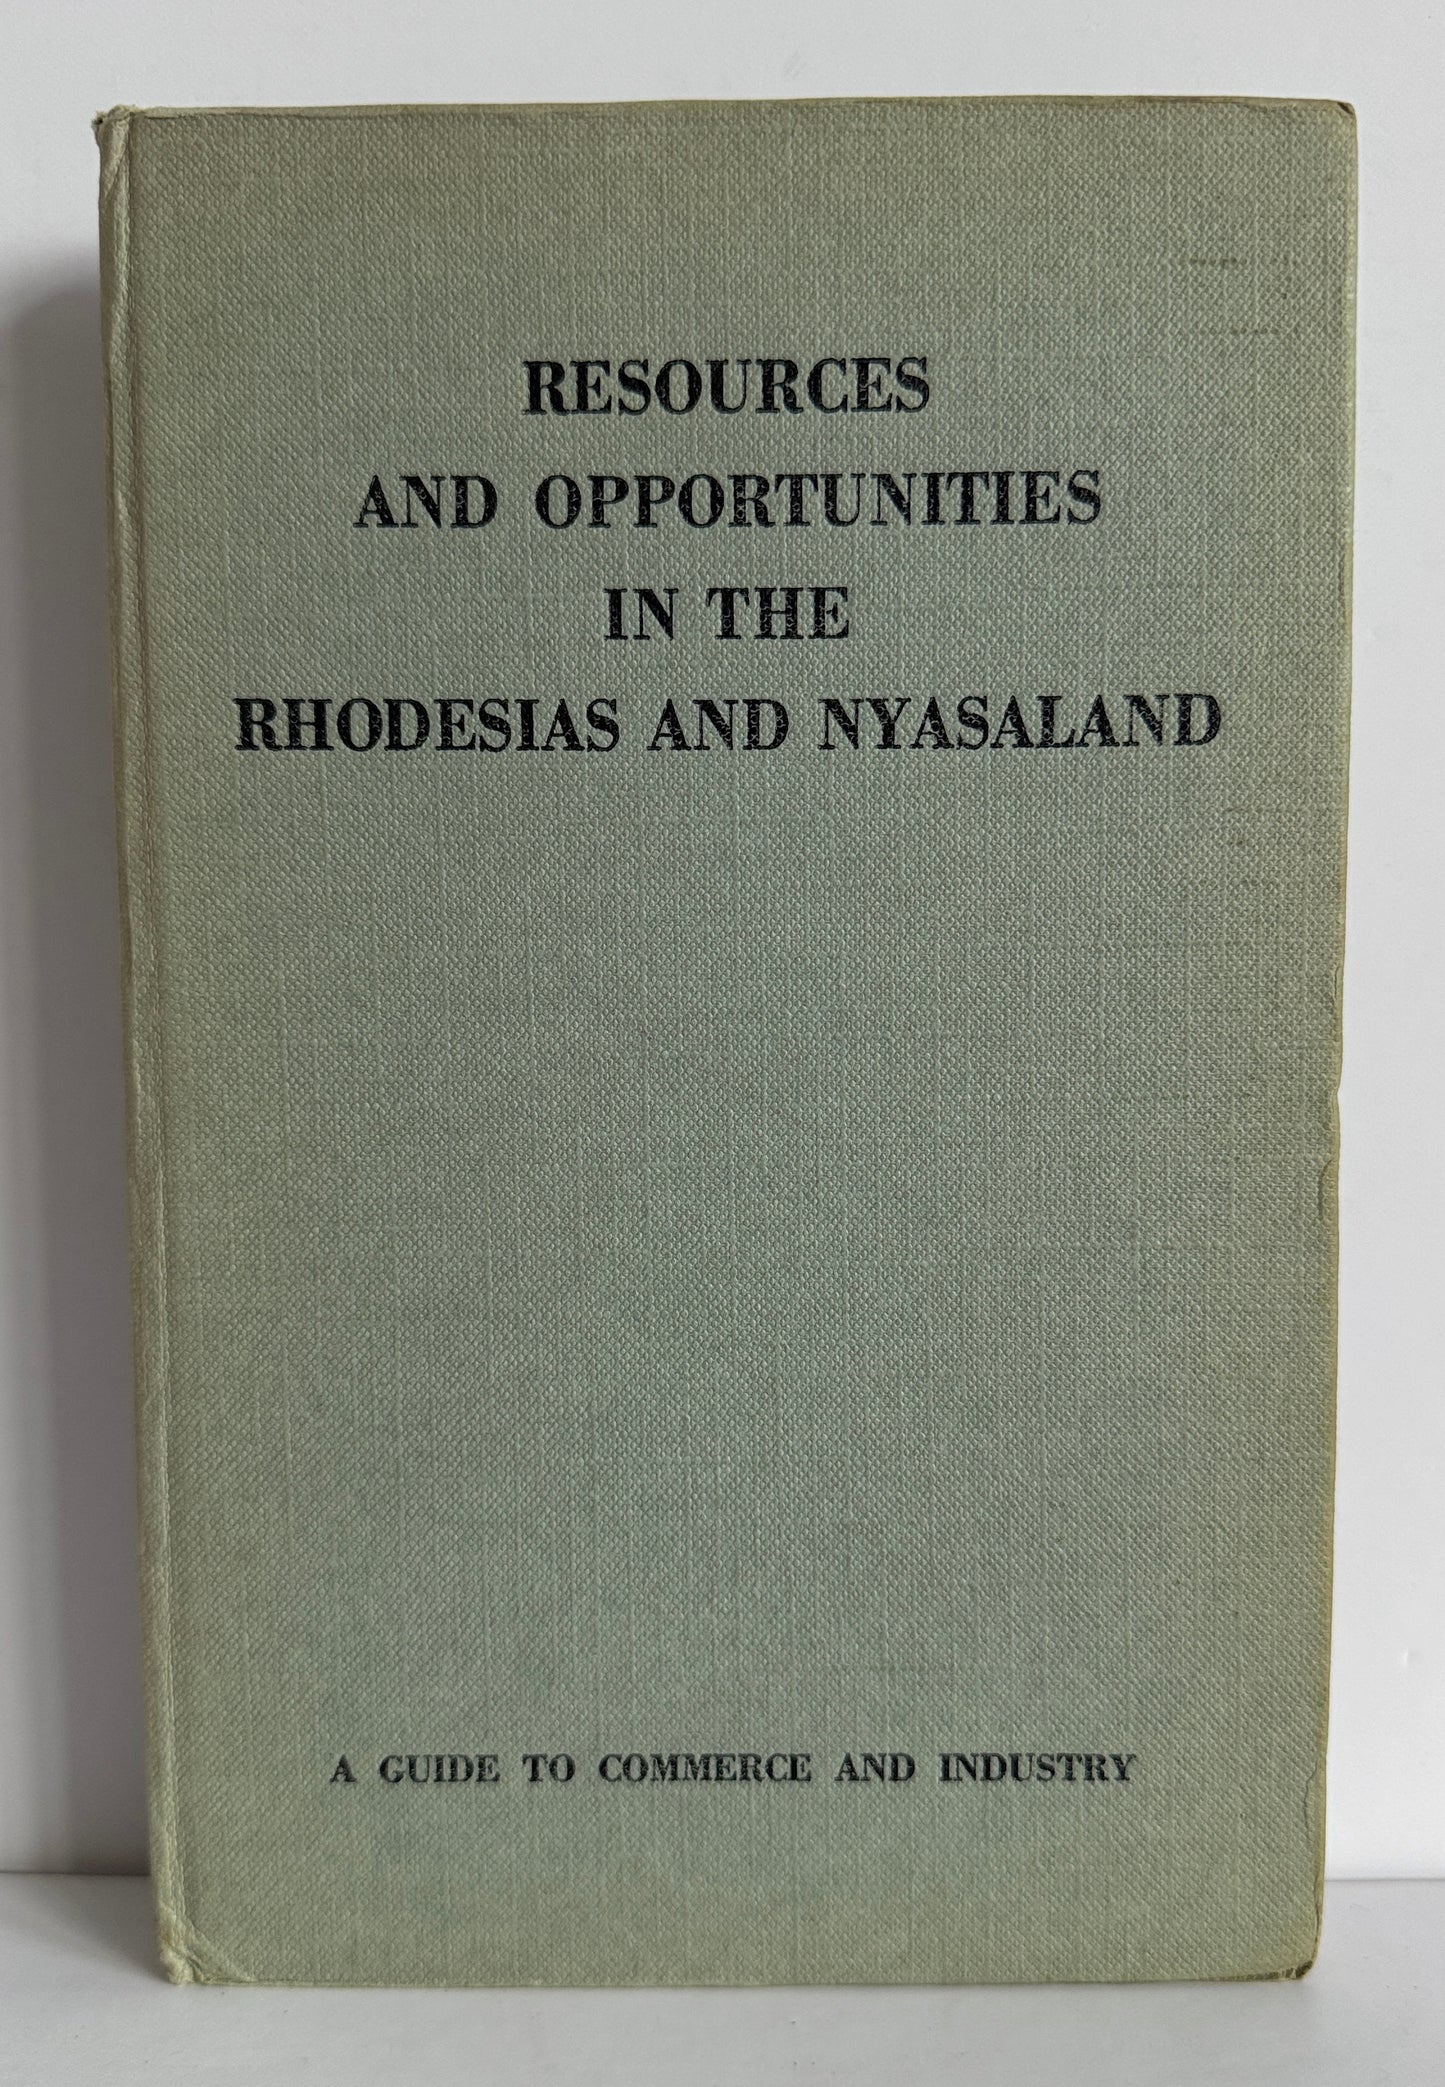 RESOURCES
AND OPPORTUNITIES
IN THE
RHODESIAS AND NYASALAND
A GUIDE TO COMMERCE AND INDUSTRY